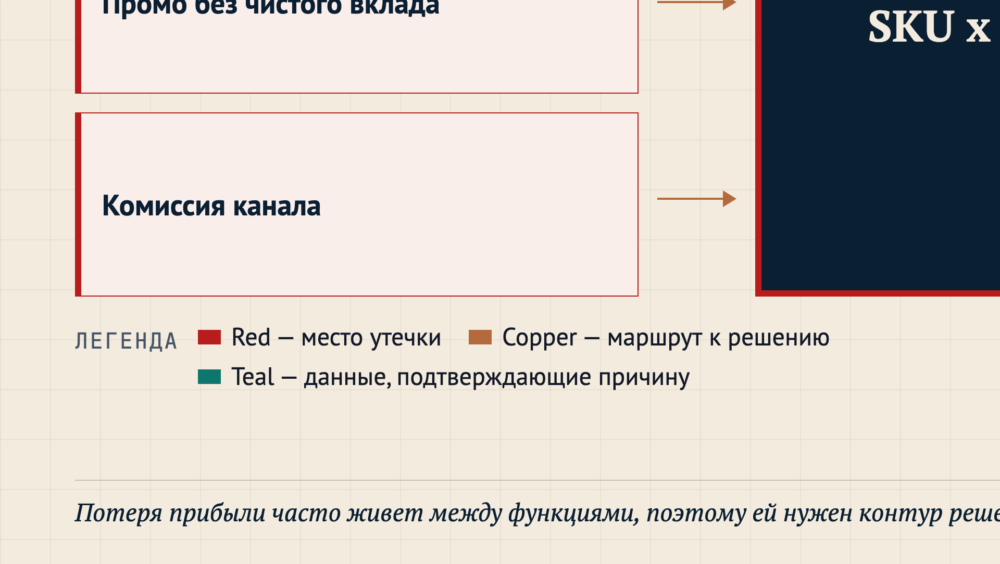 Промо без чистого вклада
SKU x
Комиссия канала
ЛЕГЕНДА
Red — место утечки
Copper — маршрут к решению
Teal — данные, подтверждающие причину
Потеря прибыли часто живет между функциями, поэтому ей нужен контур